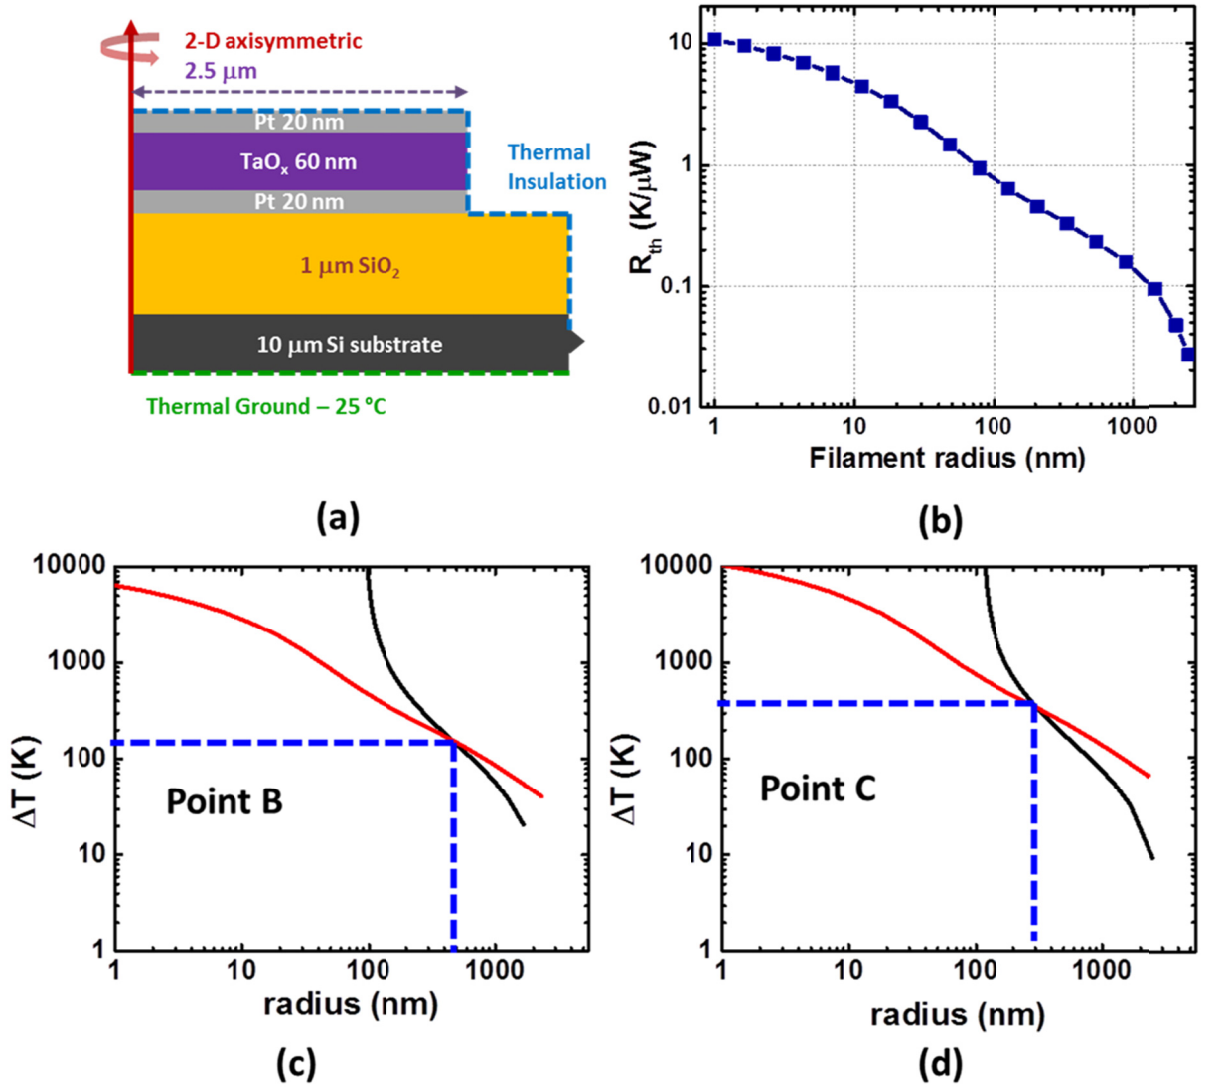 2-D axisymmetric
2.5 μm
Pt 20 nm
TaOₓ 60 nm
Pt 20 nm
Thermal
Insulation
1 μm SiO₂
10 μm Si substrate
Thermal Ground – 25 °C
(a)
R_th (K/μW)
10
1
0.1
0.01
1
10
100
1000
Filament radius (nm)
(b)
ΔT (K)
10000
1000
100
10
1
Point B
1
10
100
1000
radius (nm)
(c)
ΔT (K)
10000
1000
100
10
1
Point C
1
10
100
1000
radius (nm)
(d)